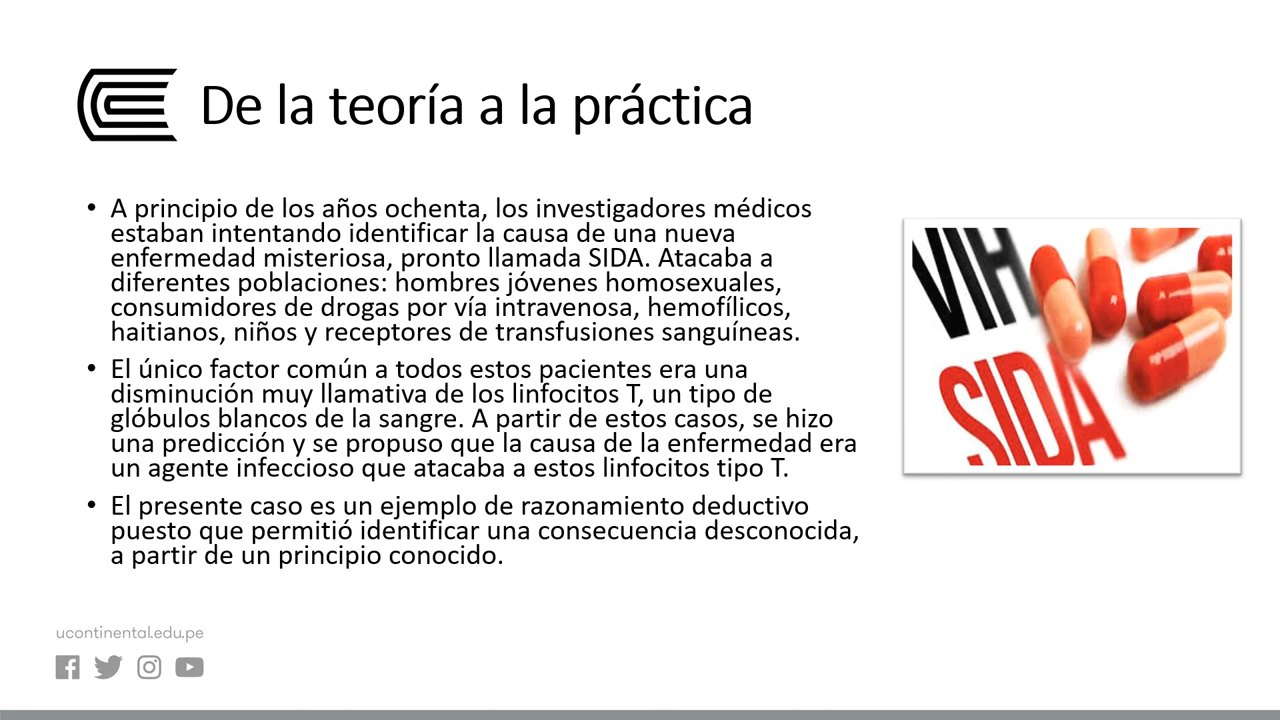 De la teoría a la práctica
• A principio de los años ochenta, los investigadores médicos
estaban intentando identificar la causa de una nueva
enfermedad misteriosa, pronto llamada SIDA. Atacaba a
diferentes poblaciones: hombres jóvenes homosexuales,
consumidores de drogas por vía intravenosa, hemofílicos,
haitianos, niños y receptores de transfusiones sanguíneas.
• El único factor común a todos estos pacientes era una
disminución muy llamativa de los linfocitos T, un tipo de
glóbulos blancos de la sangre. A partir de estos casos, se hizo
una predicción y se propuso que la causa de la enfermedad era
un agente infeccioso que atacaba a estos linfocitos tipo T.
• El presente caso es un ejemplo de razonamiento deductivo
puesto que permitió identificar una consecuencia desconocida,
a partir de un principio conocido.
VIH
SIDA
ucontinental.edu.pe